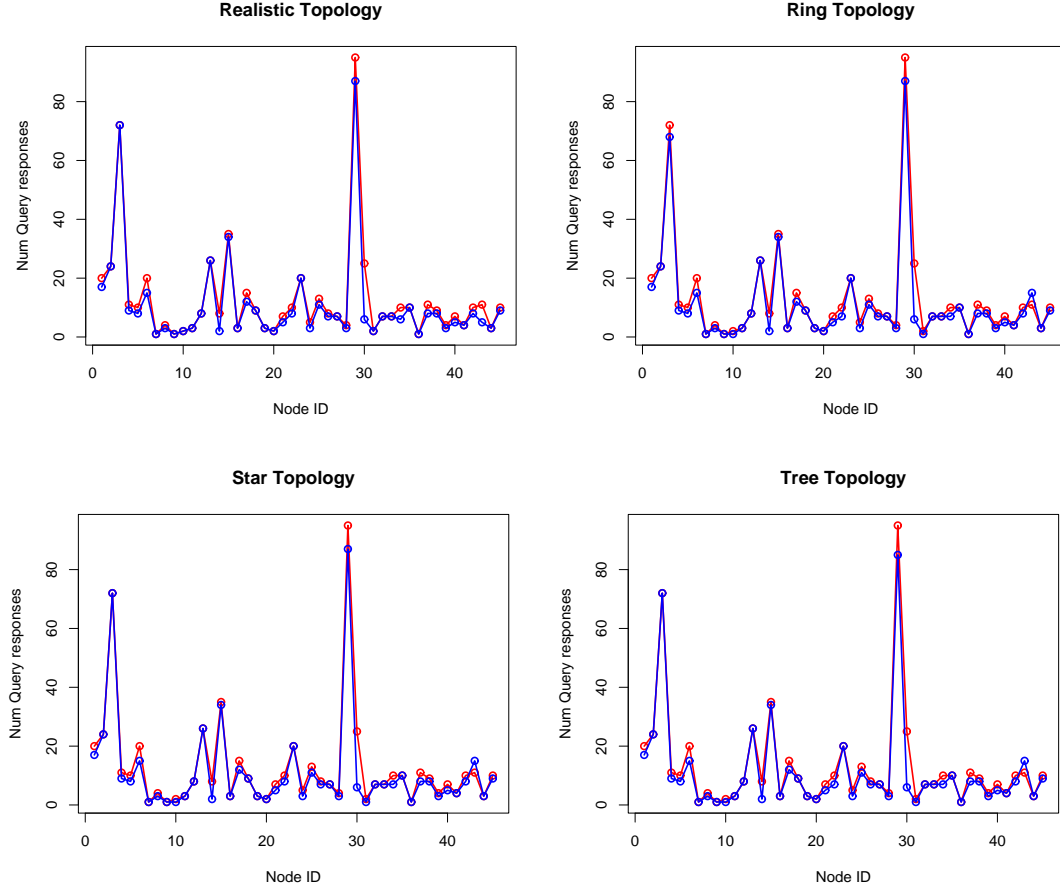 Realistic Topology
Num Query responses
0 20 40 60 80
0 10 20 30 40
Node ID
Ring Topology
Num Query responses
0 20 40 60 80
0 10 20 30 40
Node ID
Star Topology
Num Query responses
0 20 40 60 80
0 10 20 30 40
Node ID
Tree Topology
Num Query responses
0 20 40 60 80
0 10 20 30 40
Node ID